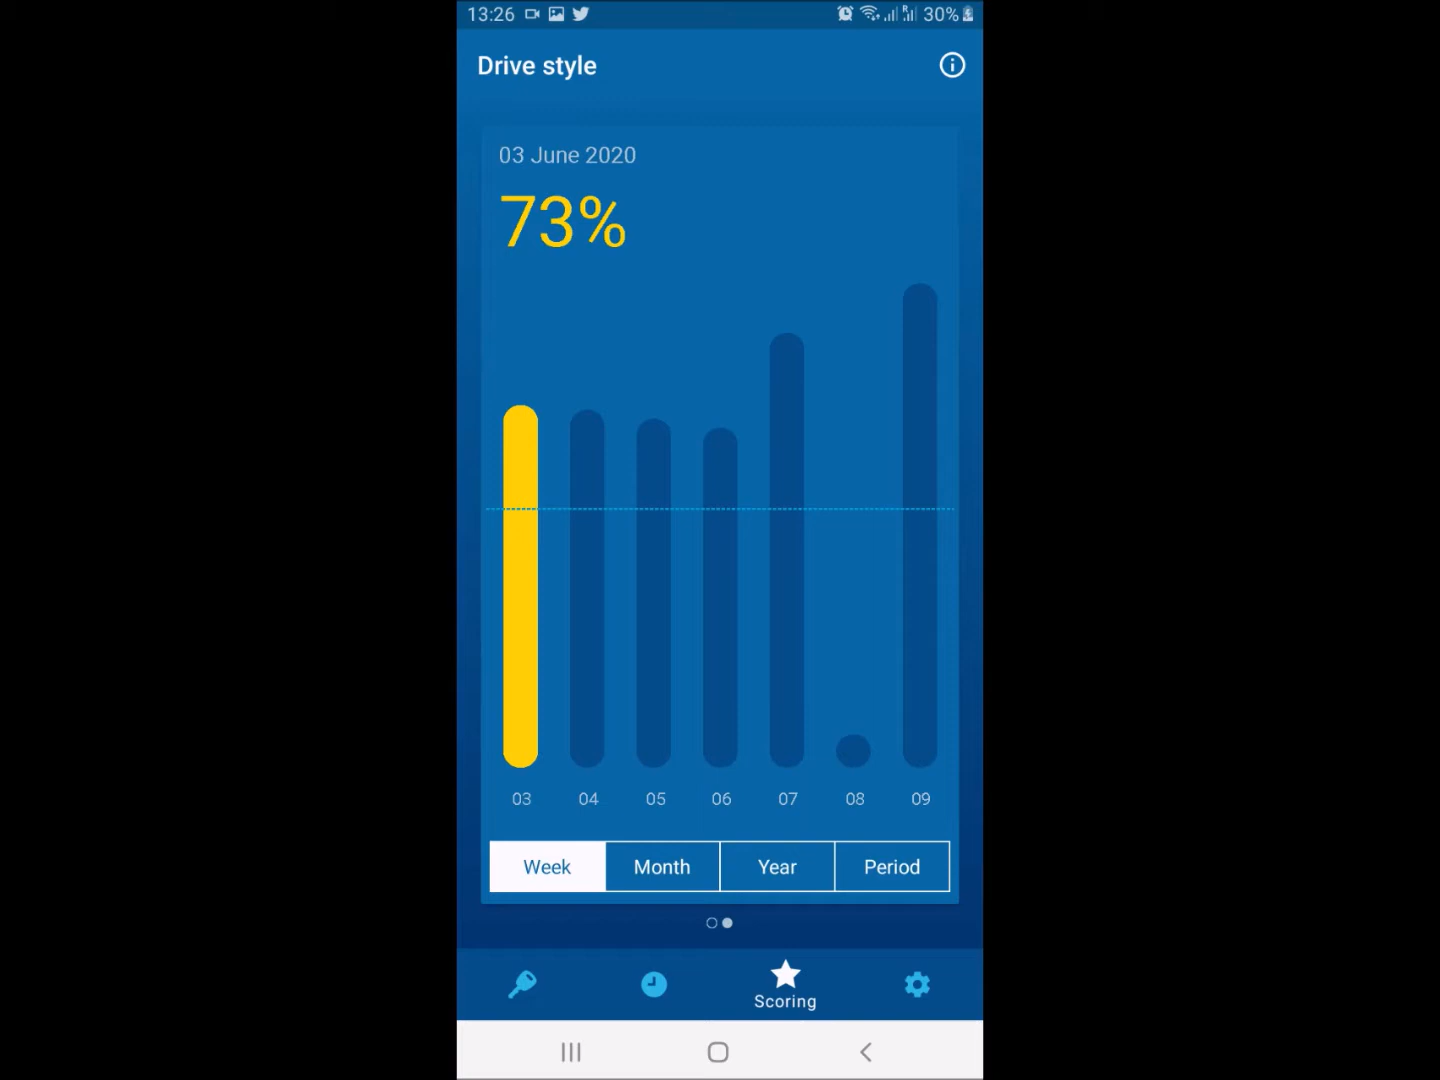 13:26 R 30%
Drive style
03 June 2020
73%
03 04 05 06 07 08 09
Week Month Year Period
Scoring